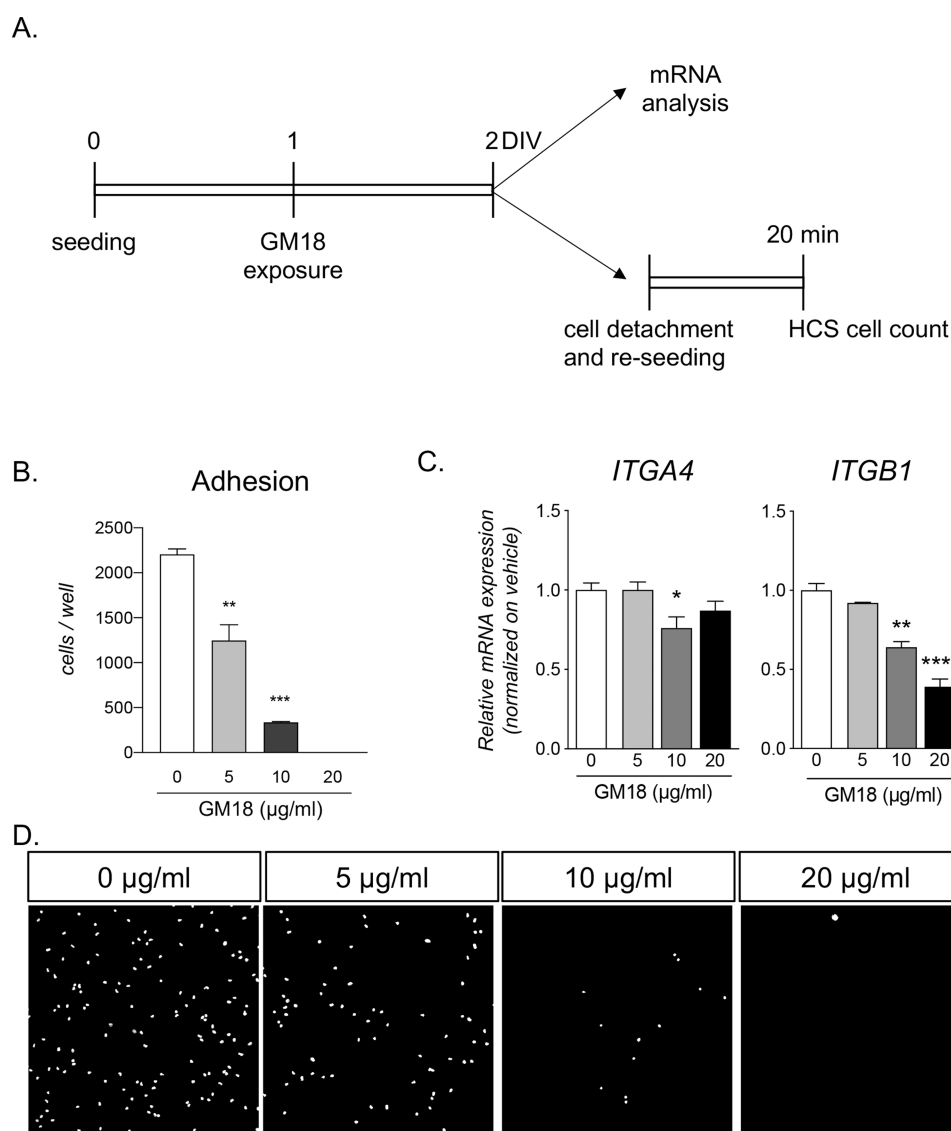 A.
mRNA
analysis
0
1
2 DIV
seeding
GM18
exposure
20 min
cell detachment
and re-seeding
HCS cell count
B.
Adhesion
cells / well
2500
2000
1500
1000
500
0
**
***
0 5 10 20
GM18 (µg/ml)
C.
ITGA4
Relative mRNA expression
(normalized on vehicle)
1.5
1.0
0.5
0.0
*
0 5 10 20
GM18 (µg/ml)
ITGB1
1.5
1.0
0.5
0.0
**
***
0 5 10 20
GM18 (µg/ml)
D.
0 µg/ml
5 µg/ml
10 µg/ml
20 µg/ml